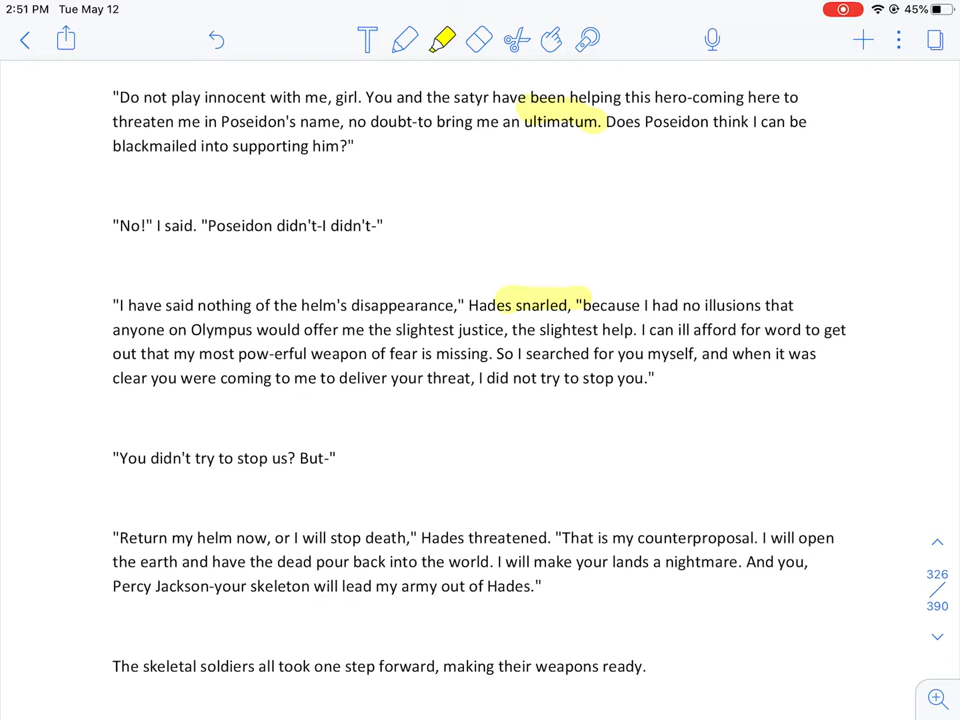 2:51 PM Tue May 12
45%
T
"Do not play innocent with me, girl. You and the satyr have been helping this hero-coming here to
threaten me in Poseidon's name, no doubt-to bring me an ultimatum. Does Poseidon think I can be
blackmailed into supporting him?"
"No!" I said. "Poseidon didn't-I didn't-"
"I have said nothing of the helm's disappearance," Hades snarled, "because I had no illusions that
anyone on Olympus would offer me the slightest justice, the slightest help. I can ill afford for word to get
out that my most pow-erful weapon of fear is missing. So I searched for you myself, and when it was
clear you were coming to me to deliver your threat, I did not try to stop you."
"You didn't try to stop us? But-"
"Return my helm now, or I will stop death," Hades threatened. "That is my counterproposal. I will open
the earth and have the dead pour back into the world. I will make your lands a nightmare. And you,
Percy Jackson-your skeleton will lead my army out of Hades."
326
390
The skeletal soldiers all took one step forward, making their weapons ready.